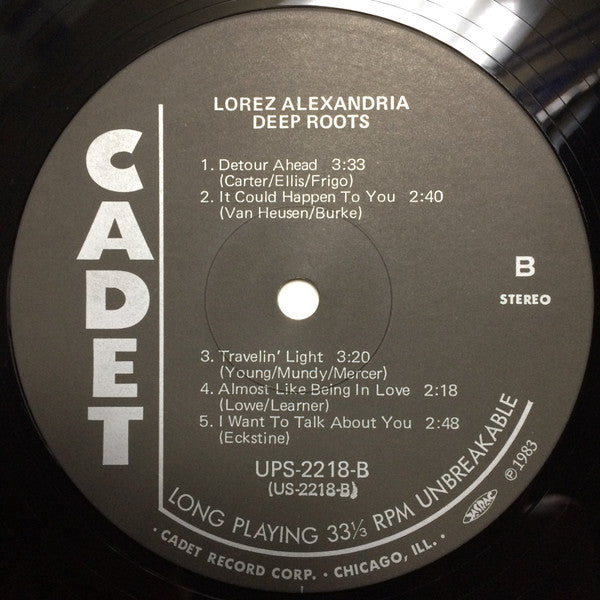 CADET
LOREZ ALEXANDRIA
DEEP ROOTS
1. Detour Ahead 3:33
(Carter/Ellis/Frigo)
2. It Could Happen To You 2:40
(Van Heusen/Burke)
B
STEREO
3. Travelin' Light 3:20
(Young/Mundy/Mercer)
4. Almost Like Being In Love 2:18
(Lowe/Learner)
5. I Want To Talk About You 2:48
(Eckstine)
UPS-2218-B
(US-2218-B)
LONG PLAYING 33⅓ RPM UNBREAKABLE
℗1983
JASRAC
· CADET RECORD CORP. · CHICAGO, ILL. ·